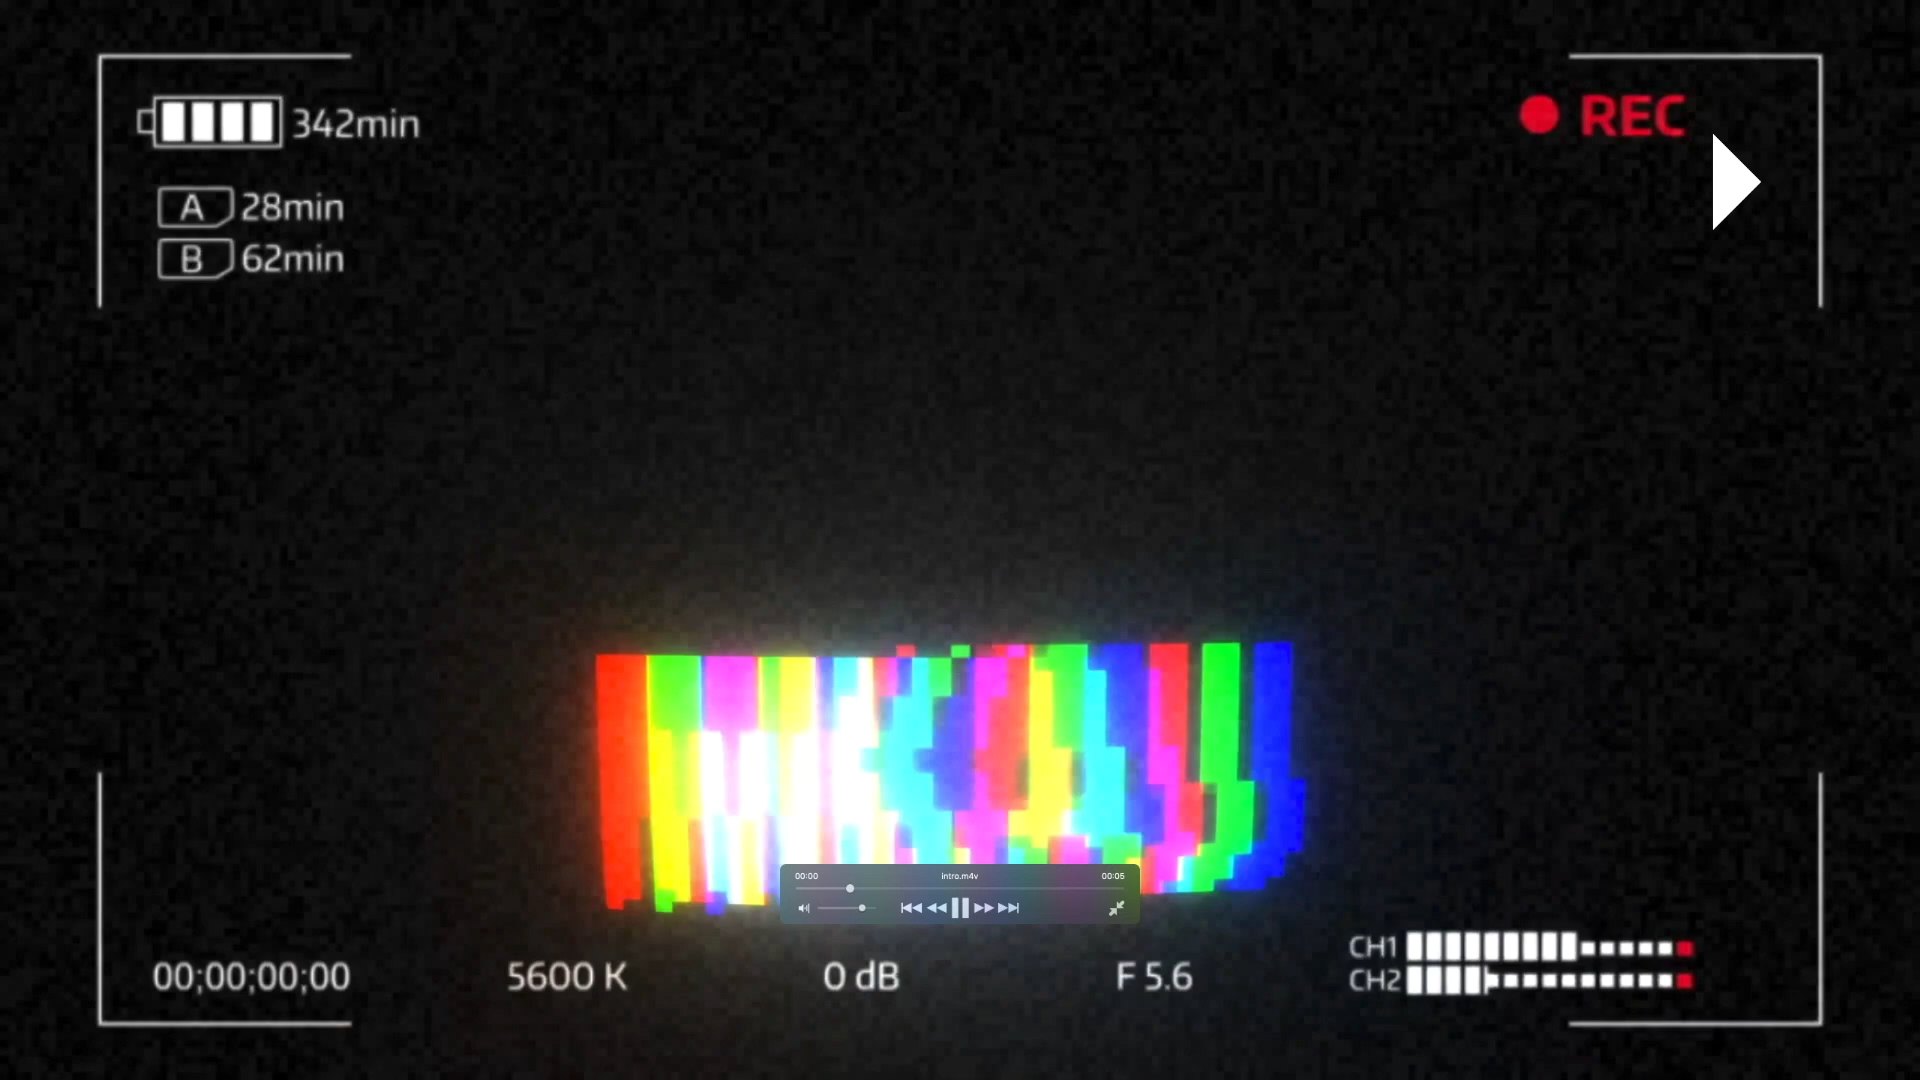 342min
REC
A 28min
B 62min
00:00 intro.m4v 00:05
00;00;00;00 5600 K 0 dB F 5.6
CH1
CH2